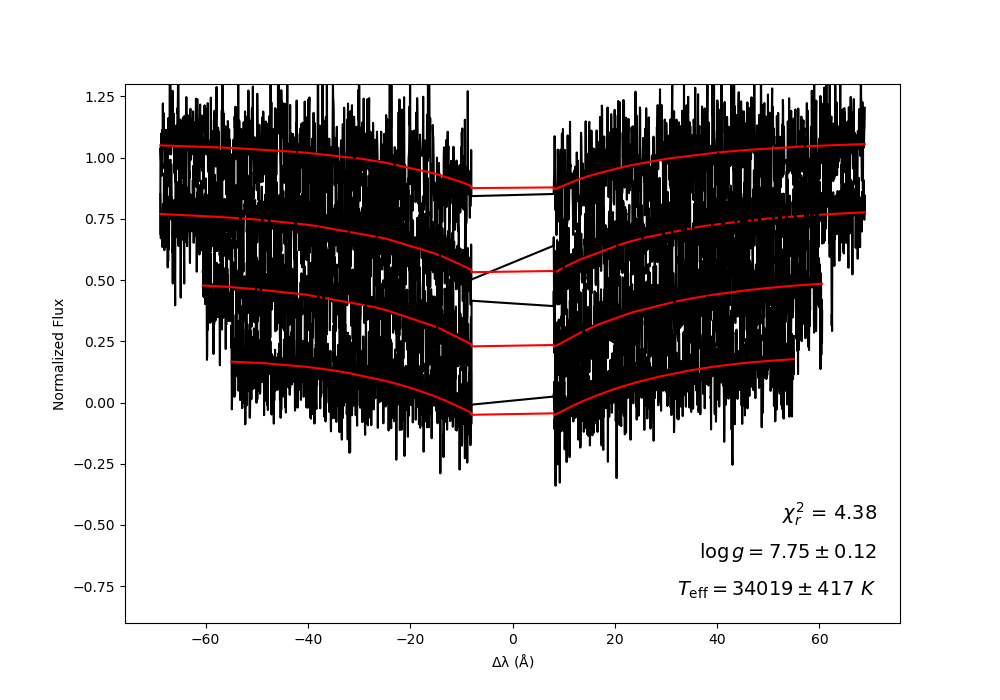 1.25
1.00
0.75
0.50
0.25
0.00
−0.25
−0.50
−0.75
Normalized Flux
χ²ᵣ = 4.38
log g = 7.75 ± 0.12
T_eff = 34019 ± 417 K
−60 −40 −20 0 20 40 60
Δλ (Å)